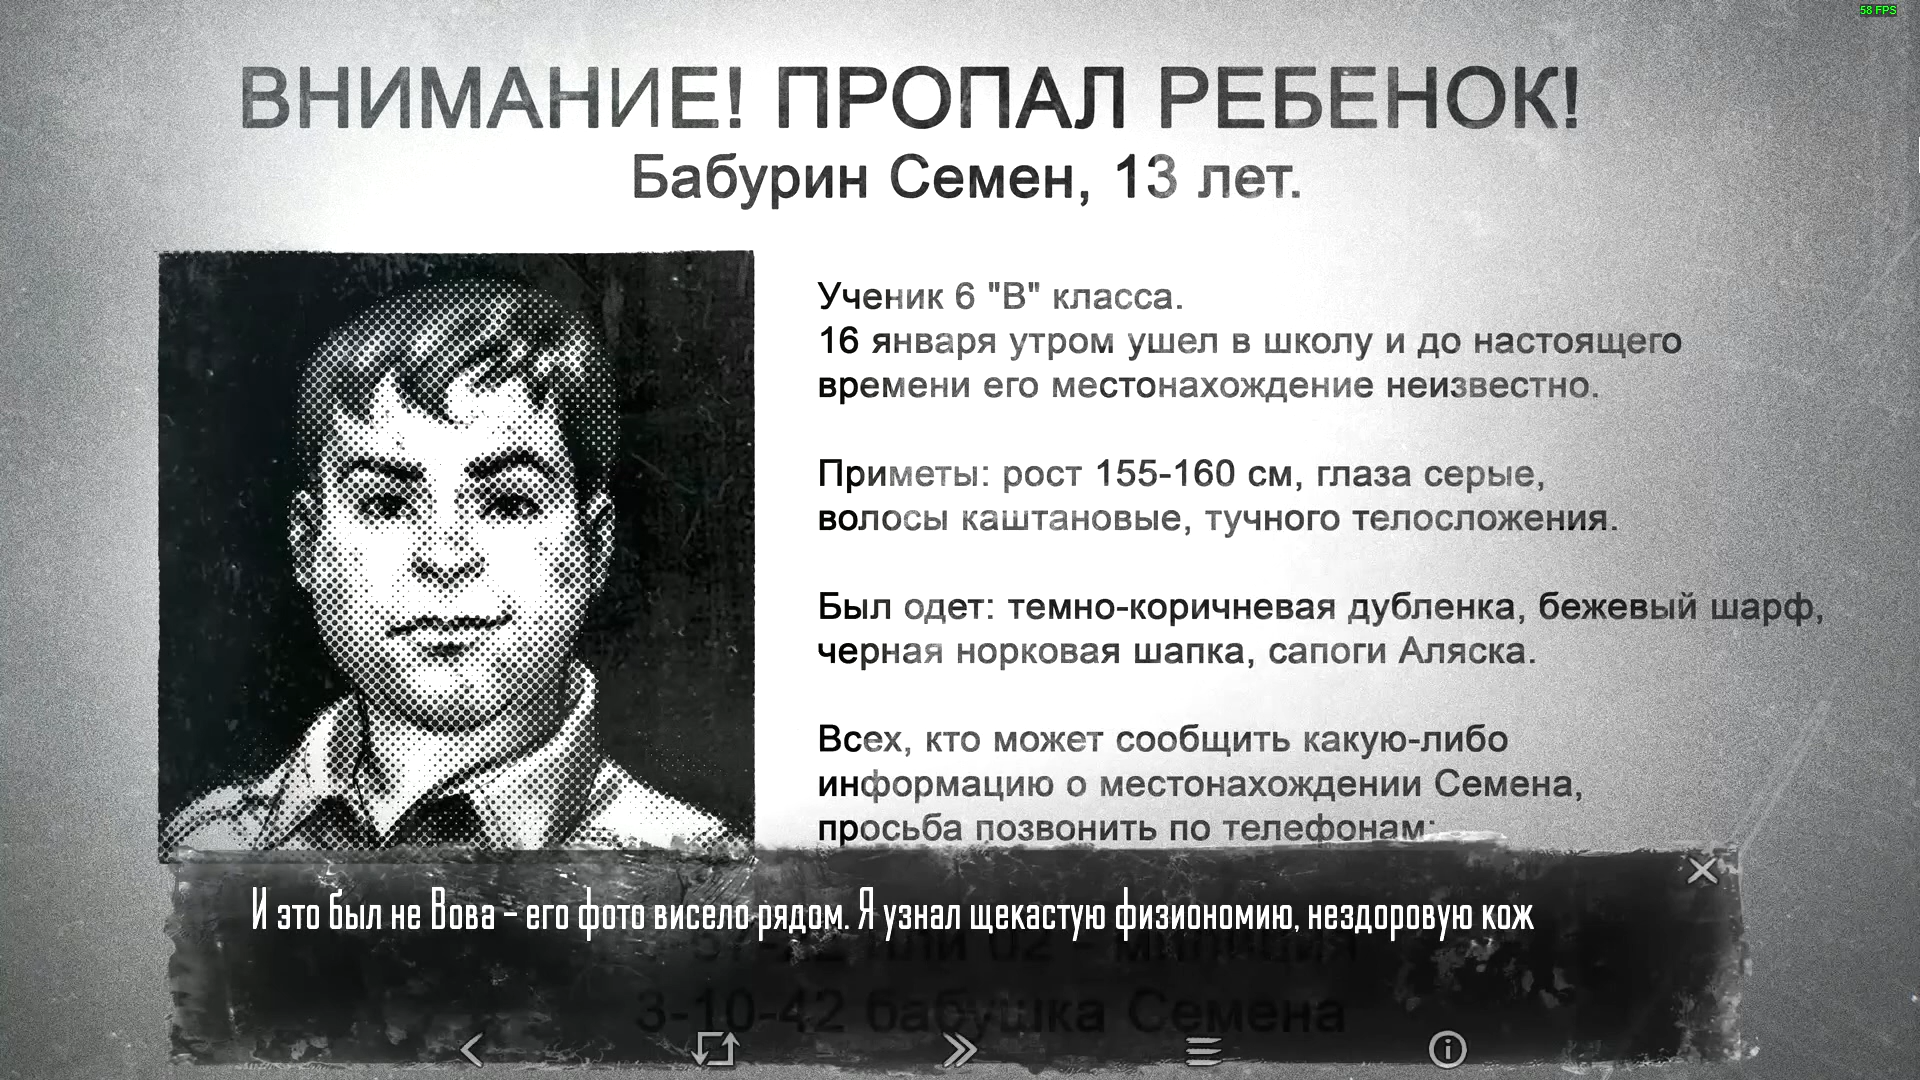 58 FPS
ВНИМАНИЕ! ПРОПАЛ РЕБЕНОК!
Бабурин Семен, 13 лет.
Ученик 6 "В" класса.
16 января утром ушел в школу и до настоящего
времени его местонахождение неизвестно.
Приметы: рост 155-160 см, глаза серые,
волосы каштановые, тучного телосложения.
Был одет: темно-коричневая дубленка, бежевый шарф,
черная норковая шапка, сапоги Аляска.
Всех, кто может сообщить какую-либо
информацию о местонахождении Семена,
просьба позвонить по телефонам:
И это был не Вова – его фото висело рядом. Я узнал щекастую физиономию, нездоровую кож
или 02 - милиция
3-10-42 бабушка Семена